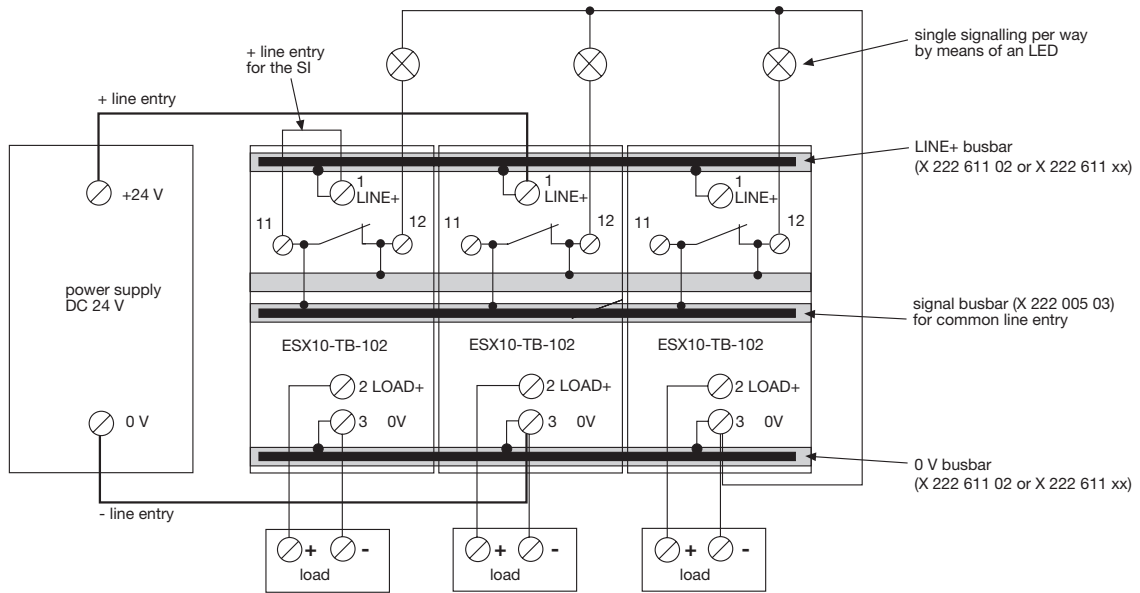 single signalling per way
by means of an LED
+ line entry
for the SI
+ line entry
LINE+ busbar
(X 222 611 02 or X 222 611 xx)
+24 V
1
LINE+
1
LINE+
1
LINE+
11
12
11
12
11
12
power supply
DC 24 V
signal busbar (X 222 005 03)
for common line entry
ESX10-TB-102
ESX10-TB-102
ESX10-TB-102
2 LOAD+
2 LOAD+
2 LOAD+
0 V
3 0V
3 0V
3 0V
0 V busbar
(X 222 611 02 or X 222 611 xx)
- line entry
+ -
load
+ -
load
+ -
load